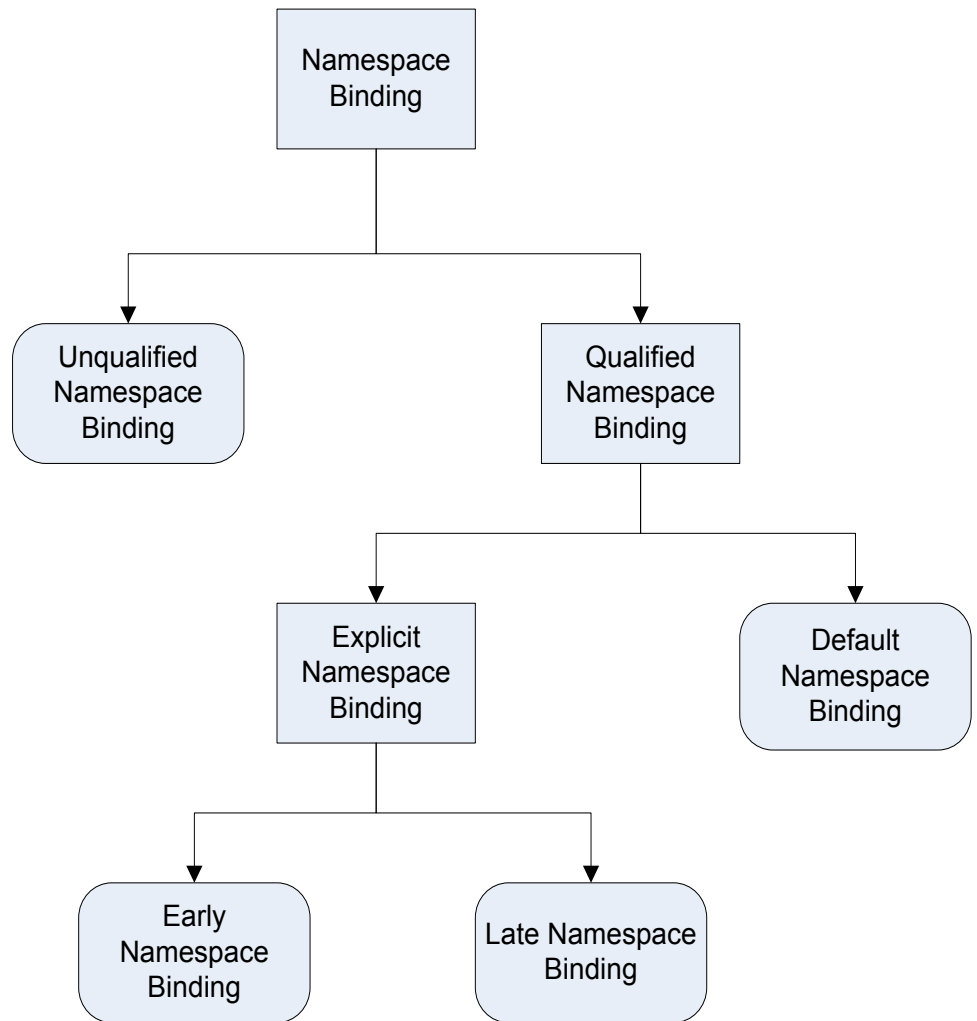 Namespace
Binding
Unqualified
Namespace
Binding
Qualified
Namespace
Binding
Explicit
Namespace
Binding
Default
Namespace
Binding
Early
Namespace
Binding
Late Namespace
Binding